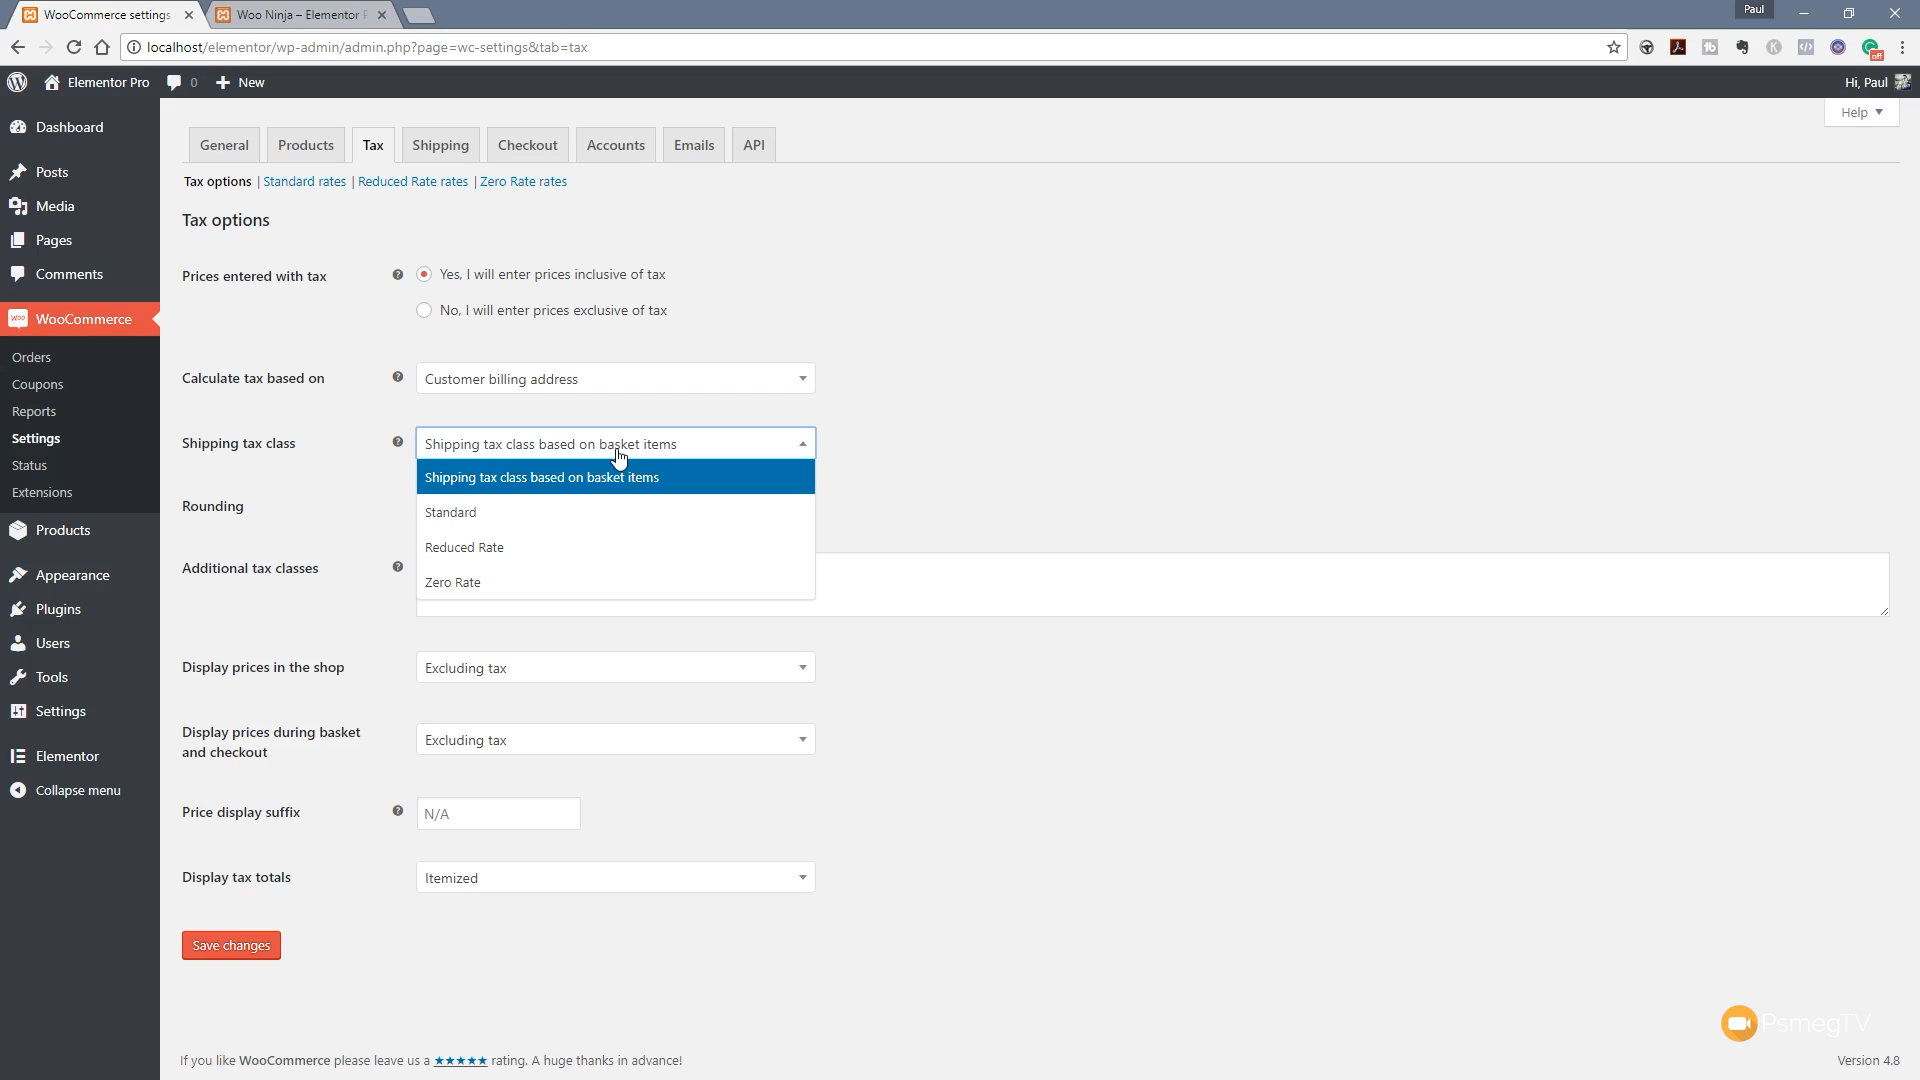 WooCommerce settings
Woo Ninja – Elementor P
Paul
localhost/elementor/wp-admin/admin.php?page=wc-settings&tab=tax
off
Elementor Pro
0
New
Hi, Paul
Help
Dashboard
Posts
Media
Pages
Comments
WooCommerce
Orders
Coupons
Reports
Settings
Status
Extensions
Products
Appearance
Plugins
Users
Tools
Settings
Elementor
Collapse menu
General
Products
Tax
Shipping
Checkout
Accounts
Emails
API
Tax options | Standard rates | Reduced Rate rates | Zero Rate rates
Tax options
Prices entered with tax
Yes, I will enter prices inclusive of tax
No, I will enter prices exclusive of tax
Calculate tax based on
Customer billing address
Shipping tax class
Shipping tax class based on basket items
Shipping tax class based on basket items
Standard
Reduced Rate
Zero Rate
Rounding
Additional tax classes
Display prices in the shop
Excluding tax
Display prices during basket
and checkout
Excluding tax
Price display suffix
N/A
Display tax totals
Itemized
Save changes
PsmegTV
If you like WooCommerce please leave us a ★★★★★ rating. A huge thanks in advance!
Version 4.8